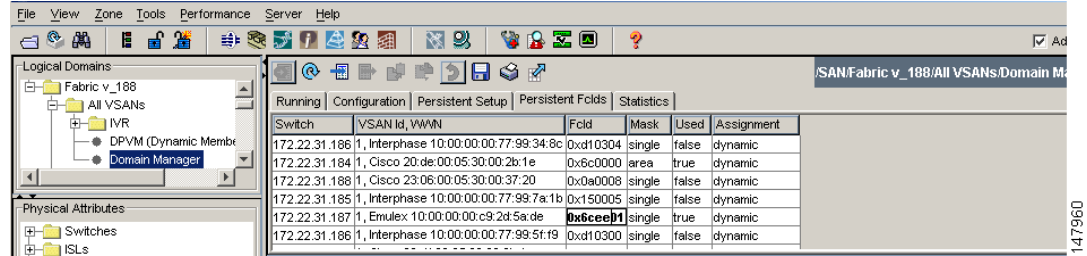 File View Zone Tools Performance Server Help
Ad
Logical Domains
Fabric v_188
All VSANs
IVR
DPVM (Dynamic Membe
Domain Manager
/SAN/Fabric v_188/All VSANs/Domain Ma
Running Configuration Persistent Setup Persistent FcIds Statistics
Switch VSAN Id, WWN FcId Mask Used Assignment
172.22.31.186 1, Interphase 10:00:00:00:77:99:34:8c 0xd10304 single false dynamic
172.22.31.184 1, Cisco 20:de:00:05:30:00:2b:1e 0x6c0000 area true dynamic
172.22.31.188 1, Cisco 23:06:00:05:30:00:37:20 0x0a0008 single false dynamic
172.22.31.185 1, Interphase 10:00:00:00:77:99:7a:1b 0x150005 single false dynamic
172.22.31.187 1, Emulex 10:00:00:00:c9:2d:5a:de 0x6cee01 single true dynamic
172.22.31.186 1, Interphase 10:00:00:00:77:99:5f:f9 0xd10300 single false dynamic
Physical Attributes
Switches
ISLs
147960